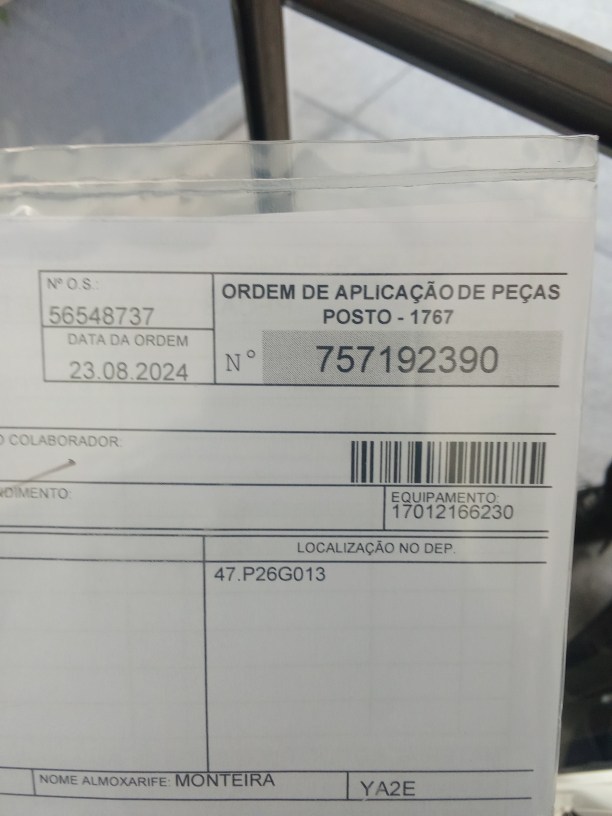 Nº O.S.:
56548737
DATA DA ORDEM
23.08.2024
ORDEM DE APLICAÇÃO DE PEÇAS
POSTO - 1767
N° 757192390
O COLABORADOR:
NDIMENTO:
EQUIPAMENTO:
17012166230
LOCALIZAÇÃO NO DEP.
47.P26G013
NOME ALMOXARIFE: MONTEIRA
YA2E